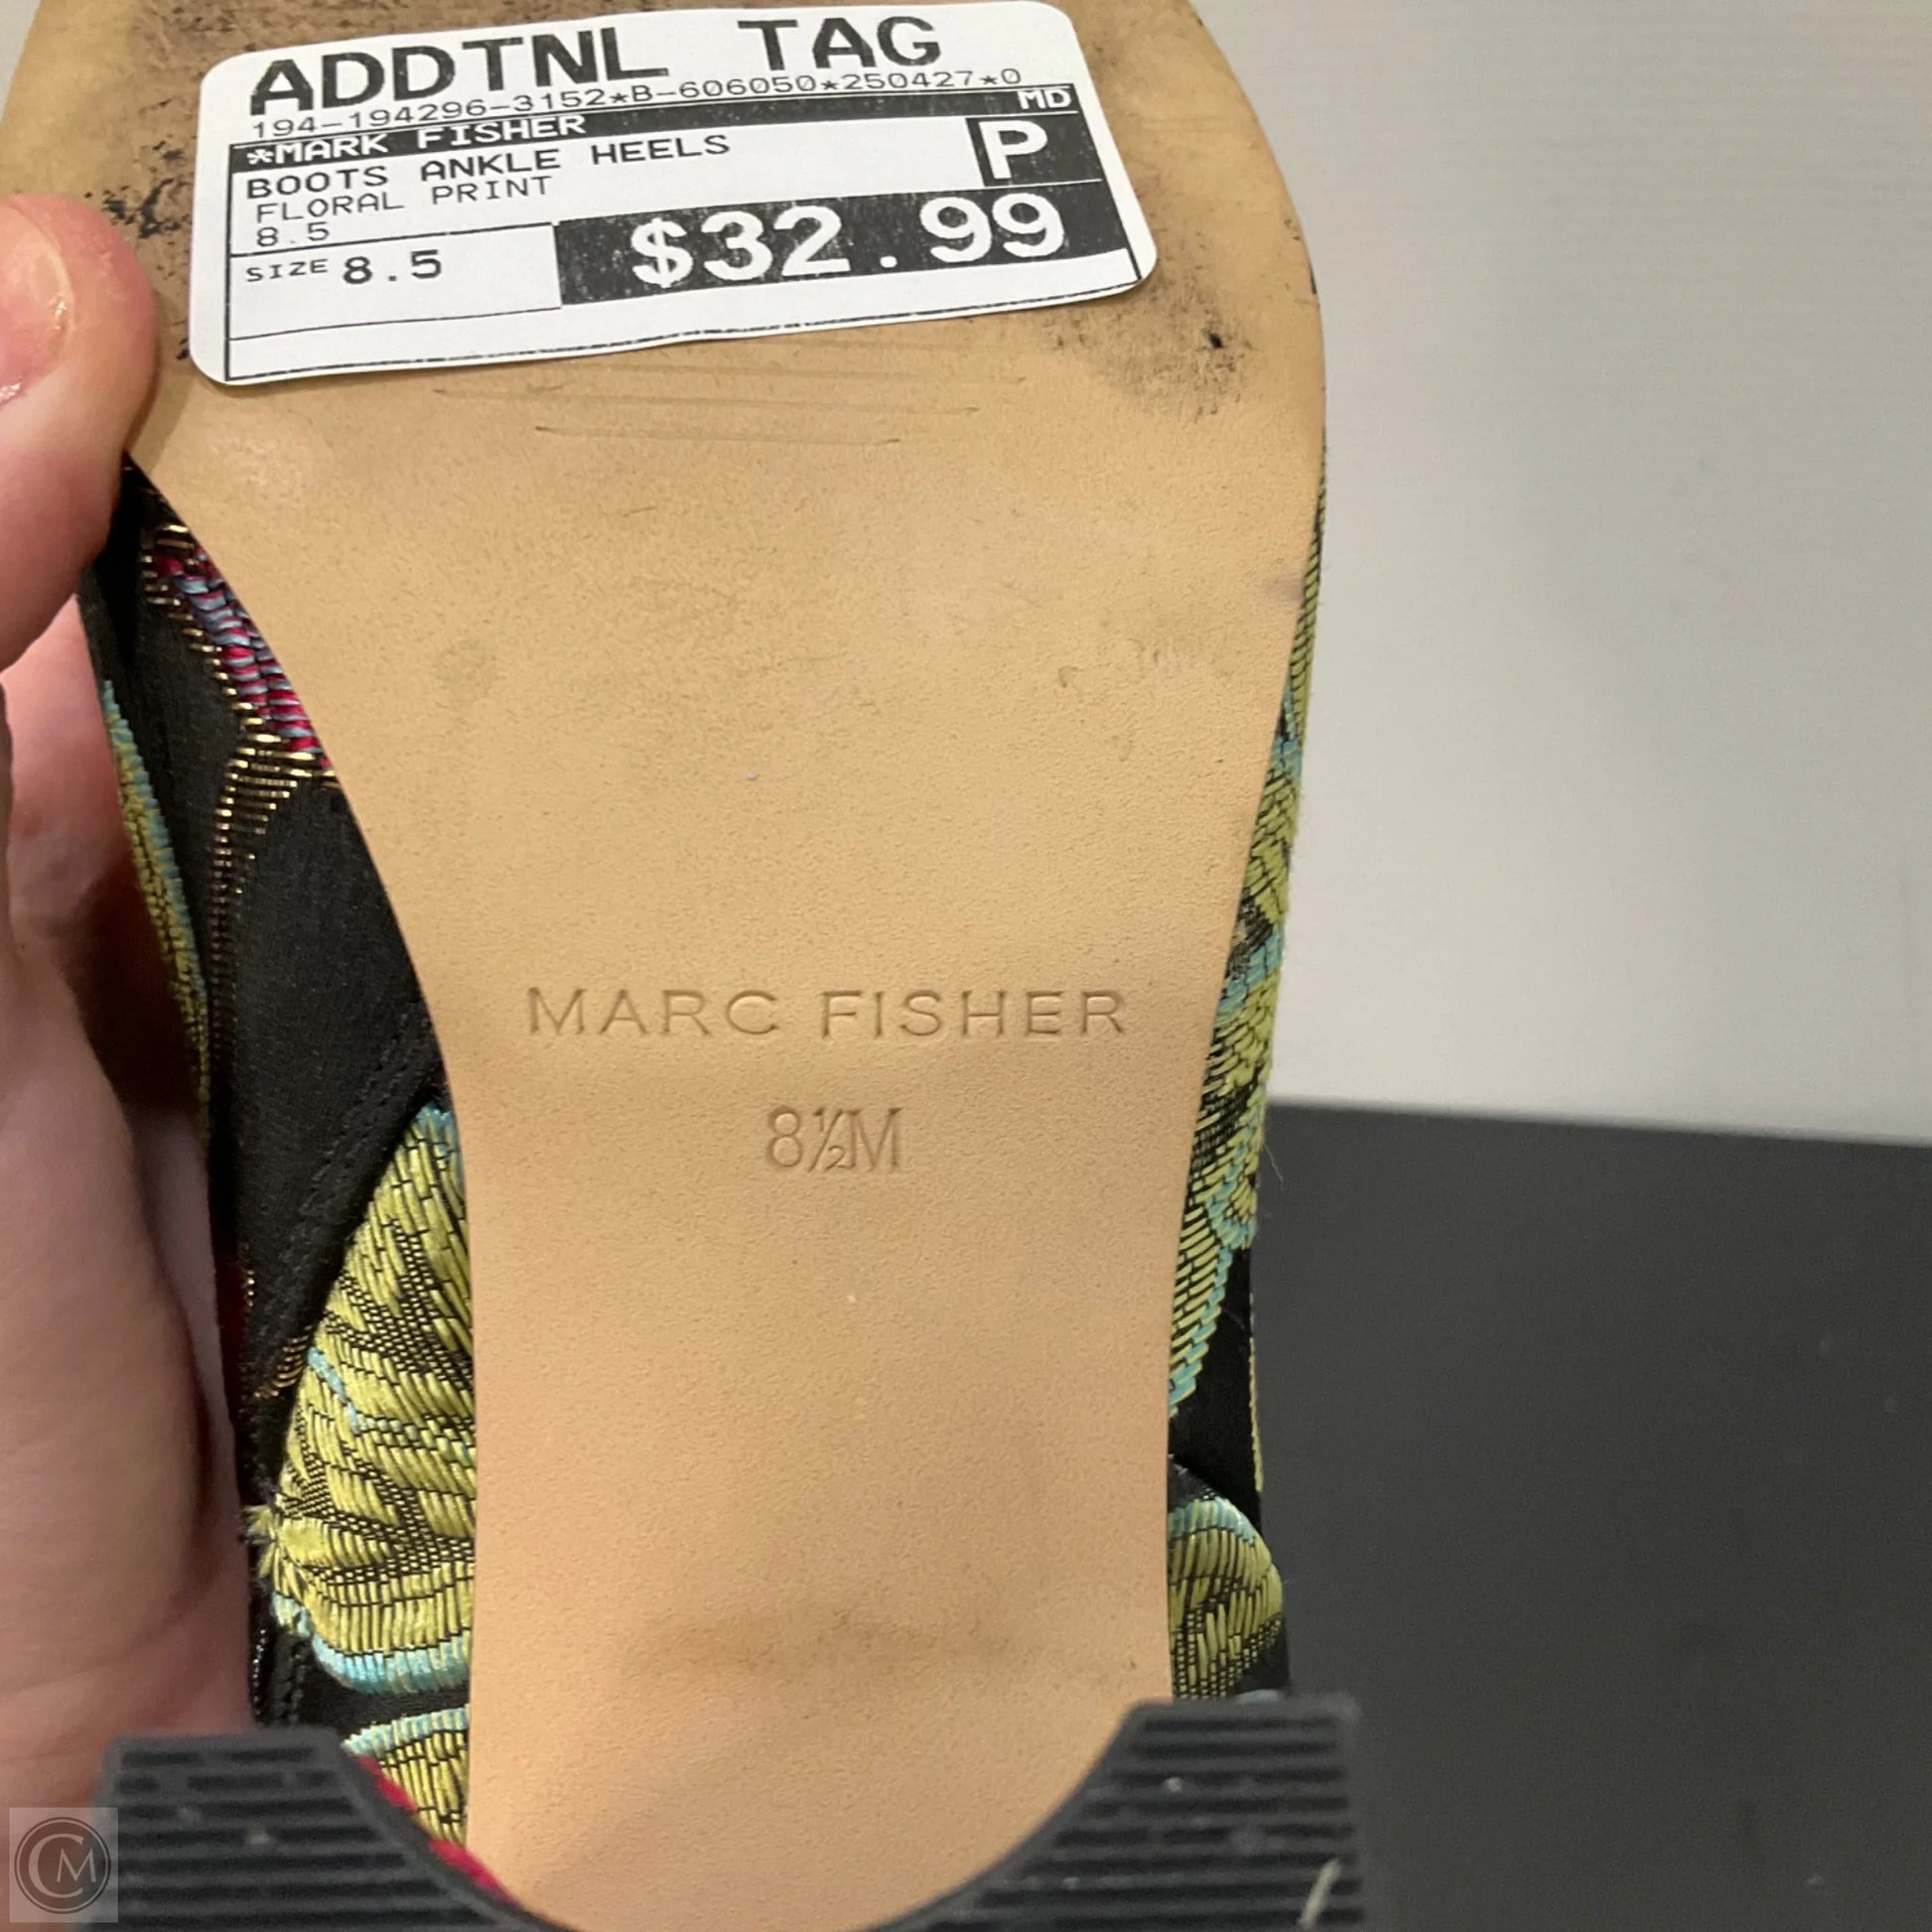 ADDTNL TAG
194-194296-3152*B-606050*250427*0
MD
*MARK FISHER
BOOTS ANKLE HEELS
P
FLORAL PRINT
8.5
SIZE 8.5
$32.99
MARC FISHER
8½M
CM